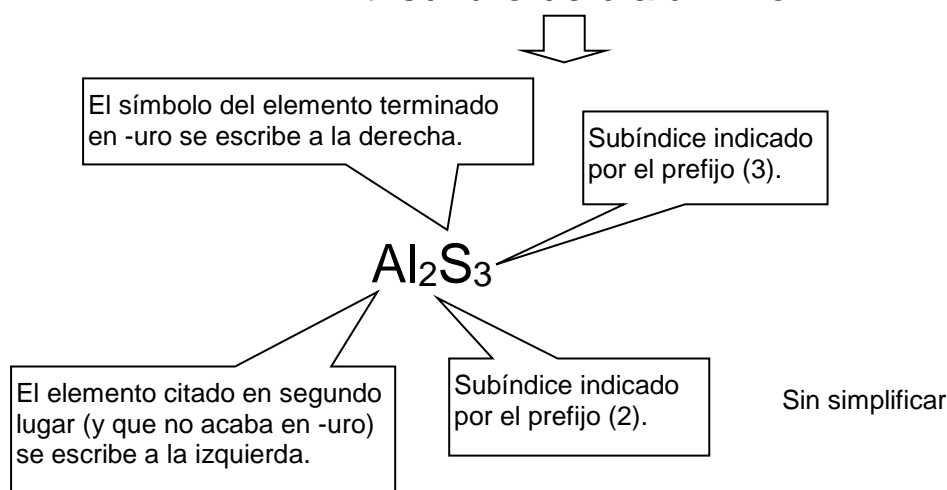 El símbolo del elemento terminado
en -uro se escribe a la derecha.
Subíndice indicado
por el prefijo (3).
Al₂S₃
El elemento citado en segundo
lugar (y que no acaba en -uro)
se escribe a la izquierda.
Subíndice indicado
por el prefijo (2).
Sin simplificar